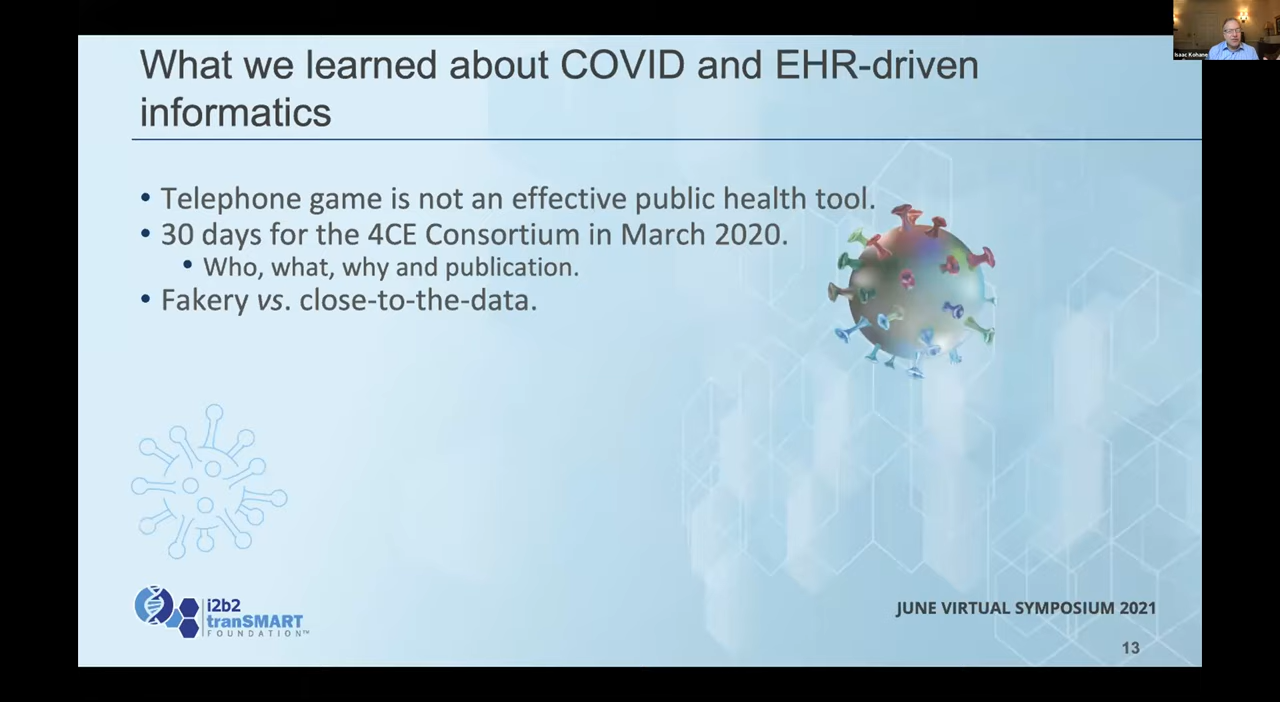 Isaac Kohane
What we learned about COVID and EHR-driven
informatics
• Telephone game is not an effective public health tool.
• 30 days for the 4CE Consortium in March 2020.
• Who, what, why and publication.
• Fakery vs. close-to-the-data.
i2b2
tranSMART
FOUNDATION™
JUNE VIRTUAL SYMPOSIUM 2021
13